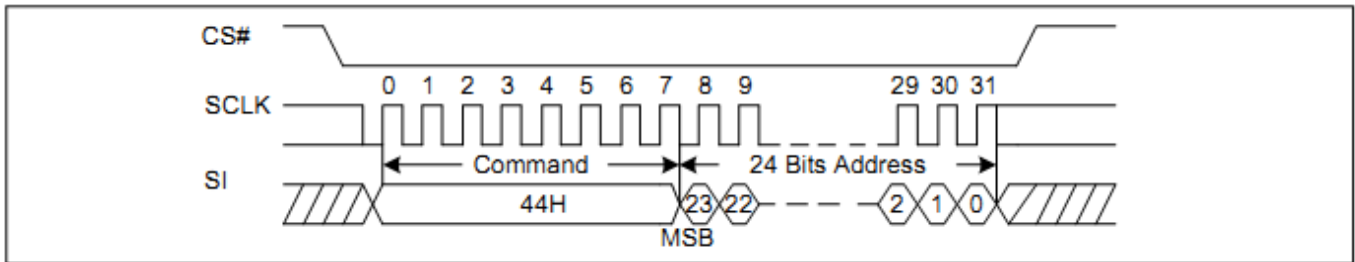 CS#
0 1 2 3 4 5 6 7 8 9 29 30 31
SCLK
Command 24 Bits Address
SI
44H 23 22 2 1 0
MSB